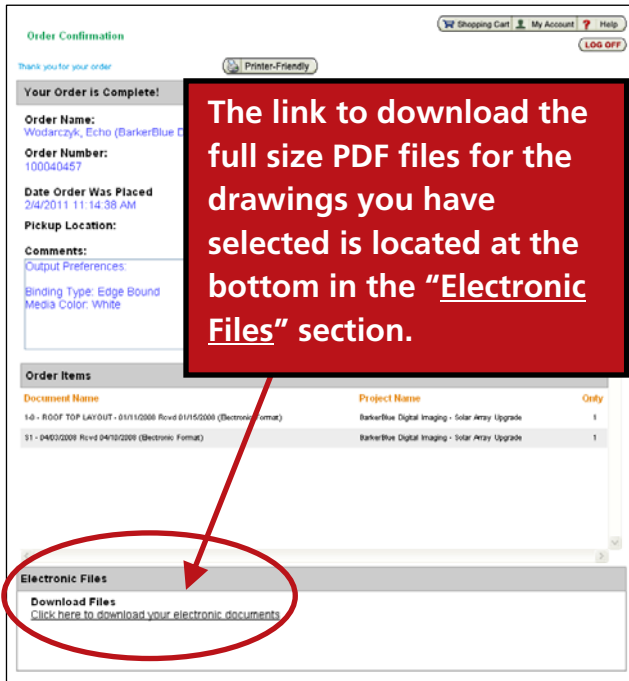 Order Confirmation
Shopping Cart My Account ? Help
LOG OFF
Thank you for your order
Printer-Friendly
Your Order is Complete!
Order Name:
Wodarczyk, Echo (BarkerBlue D
Order Number:
100040457
Date Order Was Placed
2/4/2011 11:14:38 AM
Pickup Location:
Comments:
Output Preferences:
Binding Type: Edge Bound
Media Color: White
The link to download the
full size PDF files for the
drawings you have
selected is located at the
bottom in the “Electronic
Files” section.
Order Items
Document Name Project Name Qnty
1-0 - ROOF TOP LAYOUT - 01/11/2008 Rcvd 01/15/2008 (Electronic Format) BarkerBlue Digital Imaging - Solar Array Upgrade 1
S1 - 04/03/2008 Rcvd 04/10/2008 (Electronic Format) BarkerBlue Digital Imaging - Solar Array Upgrade 1
Electronic Files
Download Files
Click here to download your electronic documents